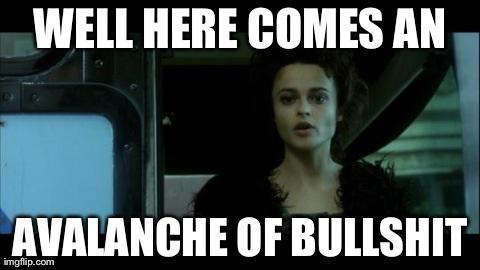 WELL HERE COMES AN
AVALANCHE OF BULLSHIT
imgflip.com